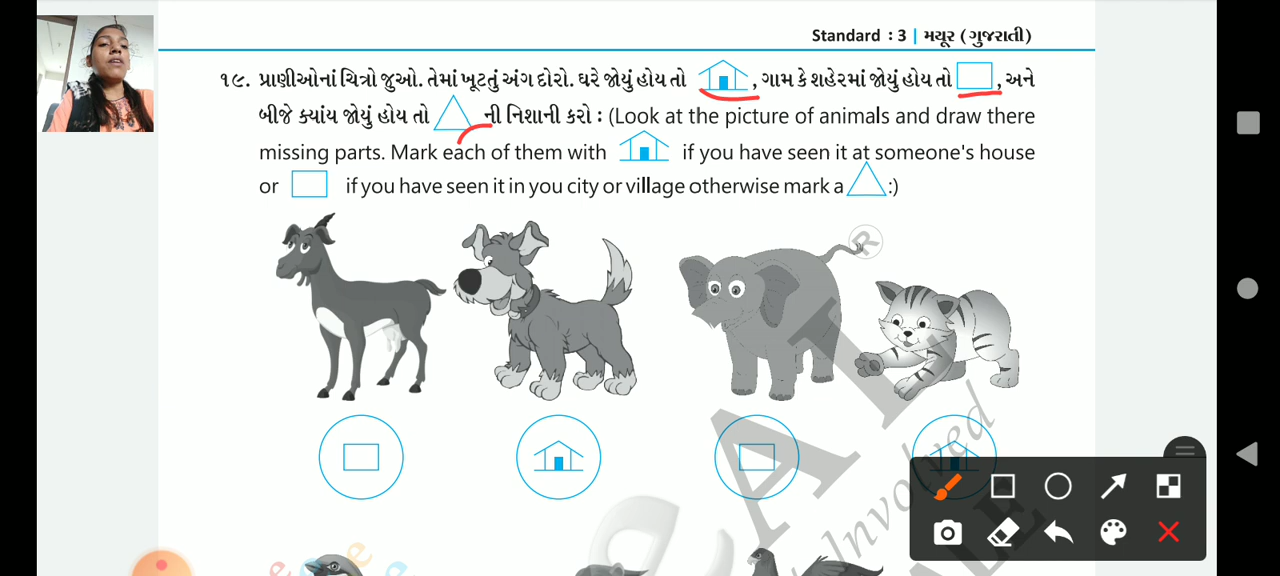 Standard : 3 | મયૂર (ગુજરાતી)
૧૯. પ્રાણીઓનાં ચિત્રો જુઓ. તેમાં ખૂટતું અંગ દોરો. ઘરે જોયું હોય તો , ગામ કે શહેરમાં જોયું હોય તો , અને
બીજે ક્યાંય જોયું હોય તો ની નિશાની કરો : (Look at the picture of animals and draw there
missing parts. Mark each of them with if you have seen it at someone's house
or if you have seen it in you city or village otherwise mark a :)
R
Involved